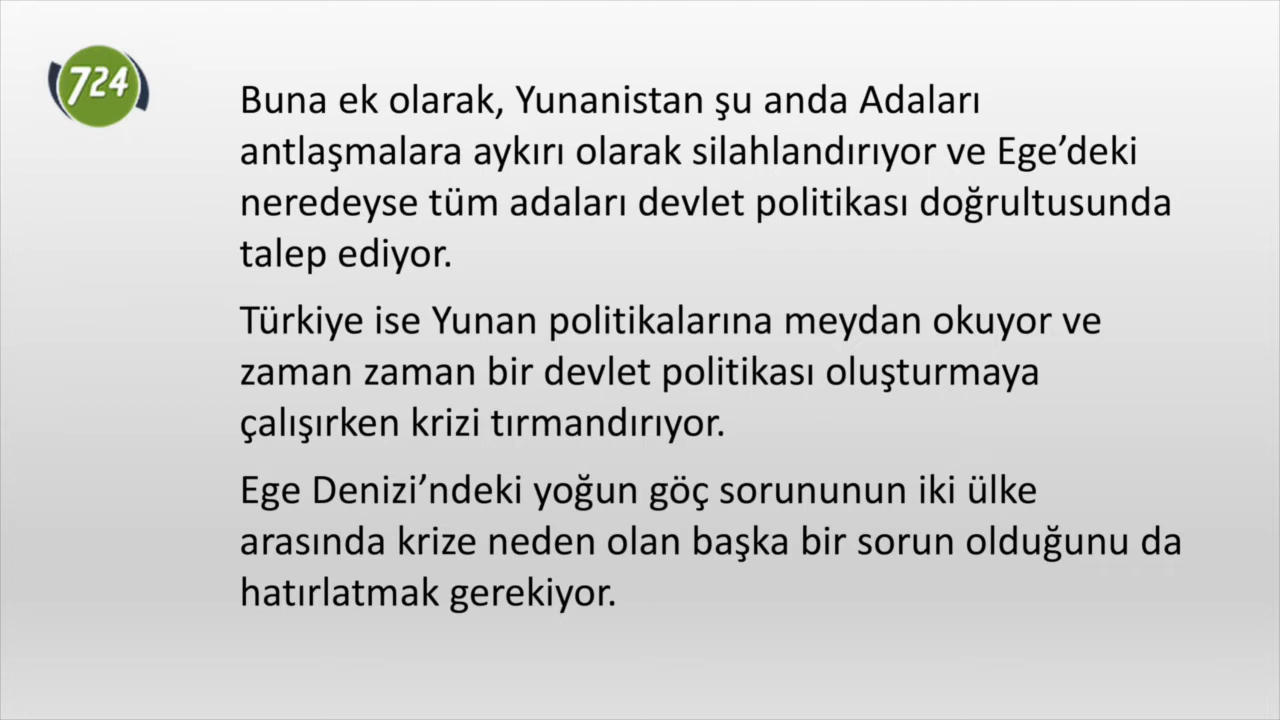 724
Buna ek olarak, Yunanistan şu anda Adaları
antlaşmalara aykırı olarak silahlandırıyor ve Ege’deki
neredeyse tüm adaları devlet politikası doğrultusunda
talep ediyor.
Türkiye ise Yunan politikalarına meydan okuyor ve
zaman zaman bir devlet politikası oluşturmaya
çalışırken krizi tırmandırıyor.
Ege Denizi’ndeki yoğun göç sorununun iki ülke
arasında krize neden olan başka bir sorun olduğunu da
hatırlatmak gerekiyor.